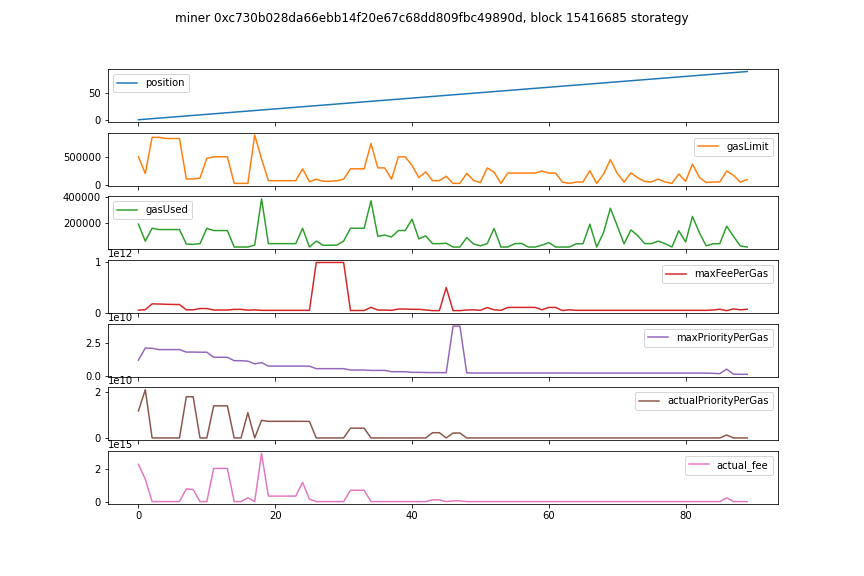 miner 0xc730b028da66ebb14f20e67c68dd809fbc49890d, block 15416685 storategy
position
50
0
gasLimit
500000
0
gasUsed
400000
200000
1e12
maxFeePerGas
1
0
1e10
maxPriorityPerGas
2.5
0.0
1e10
actualPriorityPerGas
2
0
1e15
actual_fee
2
0
0 20 40 60 80